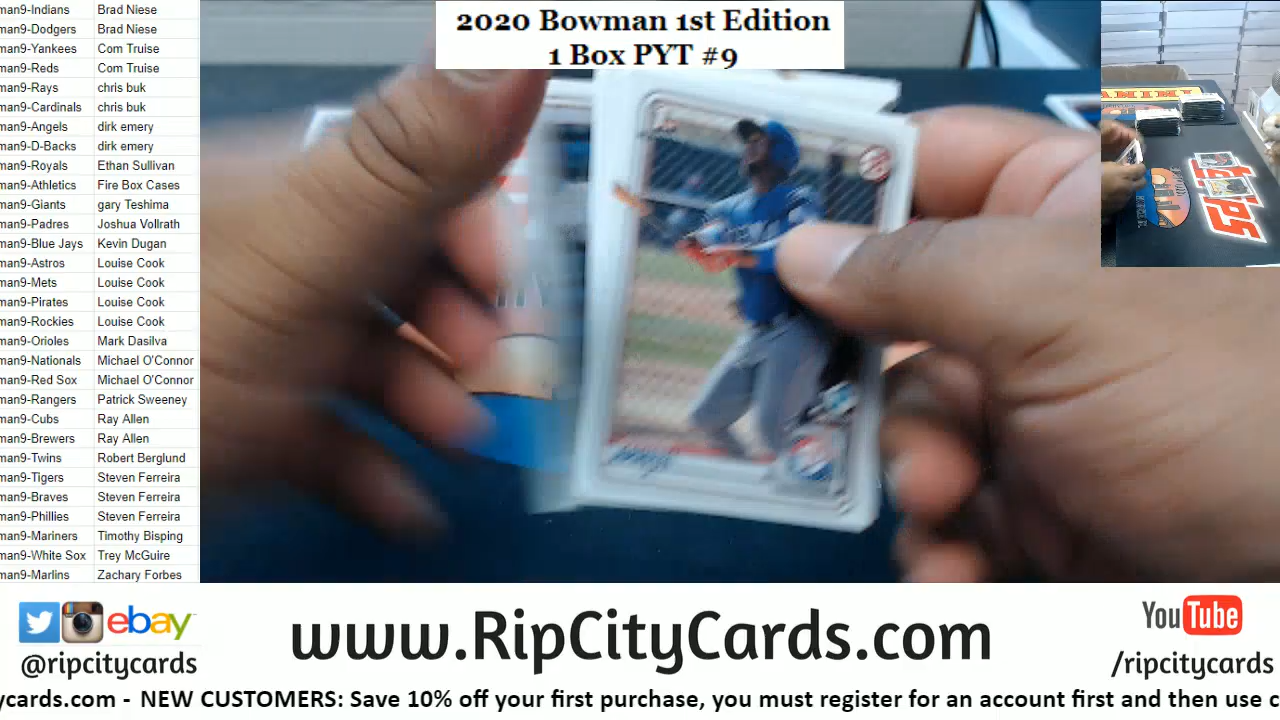 2020 Bowman 1st Edition
1 Box PYT #9
man9-Indians Brad Niese
man9-Dodgers Brad Niese
man9-Yankees Com Truise
man9-Reds Com Truise
man9-Rays chris buk
man9-Cardinals chris buk
man9-Angels dirk emery
man9-D-Backs dirk emery
man9-Royals Ethan Sullivan
man9-Athletics Fire Box Cases
man9-Giants gary Teshima
man9-Padres Joshua Vollrath
man9-Blue Jays Kevin Dugan
man9-Astros Louise Cook
man9-Mets Louise Cook
man9-Pirates Louise Cook
man9-Rockies Louise Cook
man9-Orioles Mark Dasilva
man9-Nationals Michael O'Connor
man9-Red Sox Michael O'Connor
man9-Rangers Patrick Sweeney
man9-Cubs Ray Allen
man9-Brewers Ray Allen
man9-Twins Robert Berglund
man9-Tigers Steven Ferreira
man9-Braves Steven Ferreira
man9-Phillies Steven Ferreira
man9-Mariners Timothy Bisping
man9-White Sox Trey McGuire
man9-Marlins Zachary Forbes
PANINI
ebay
@ripcitycards
www.RipCityCards.com
YouTube
/ripcitycards
ycards.com - NEW CUSTOMERS: Save 10% off your first purchase, you must register for an account first and then use c